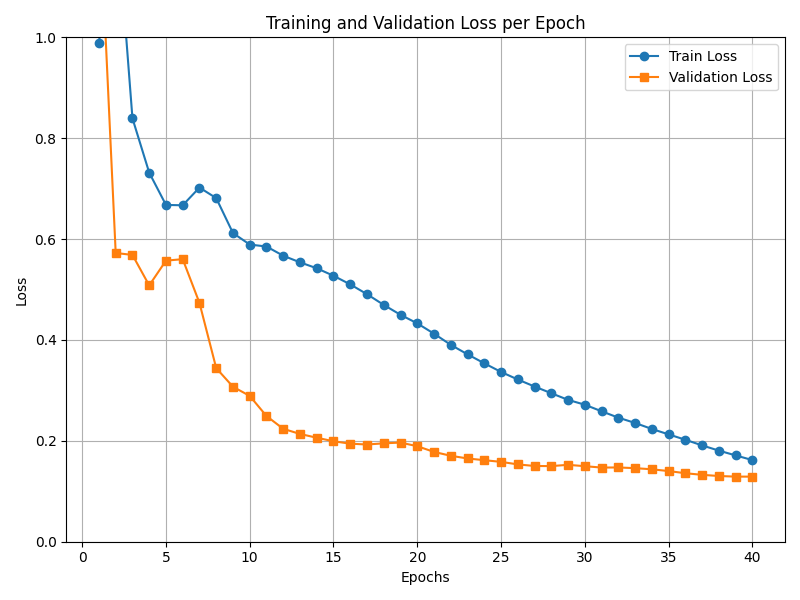 Training and Validation Loss per Epoch
Train Loss
Validation Loss
1.0
0.8
0.6
0.4
0.2
0.0
Loss
0 5 10 15 20 25 30 35 40
Epochs